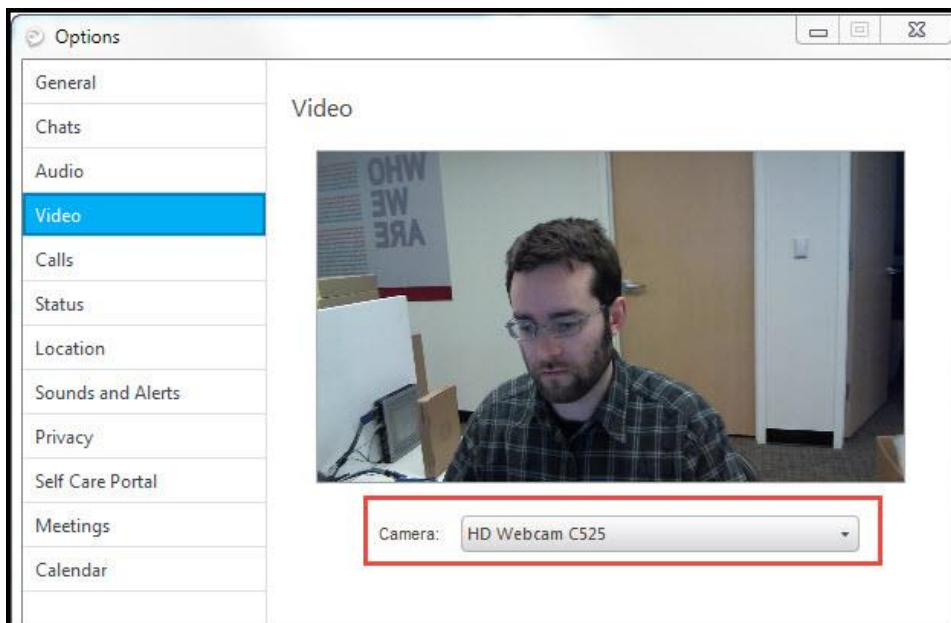 Options
General
Chats
Audio
Video
Calls
Status
Location
Sounds and Alerts
Privacy
Self Care Portal
Meetings
Calendar
Video
WHO
WE
ARE
Camera: HD Webcam C525